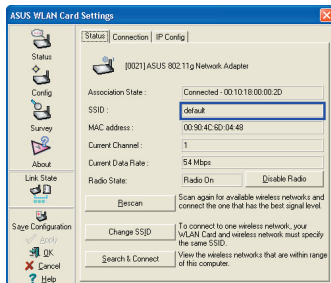 ASUS WLAN Card Settings
Status Connection IP Config
Status
Config
Survey
About
Link State
Save Configuration
Apply
OK
Cancel
Help
[0021] ASUS 802.11g Network Adapter
Association State : Connected - 00:10:18:00:00:2D
SSID : default
MAC address : 00:90:4C:6D:04:48
Current Channel : 1
Current Data Rate : 54 Mbps
Radio State: Radio On Disable Radio
Rescan
Scan again for available wireless networks and
connect the one that has the best signal level.
Change SSID
To connect to one wireless network, your
WLAN Card and wireless network must specify
the same SSID.
Search & Connect
View the wireless networks that are within range
of this computer.